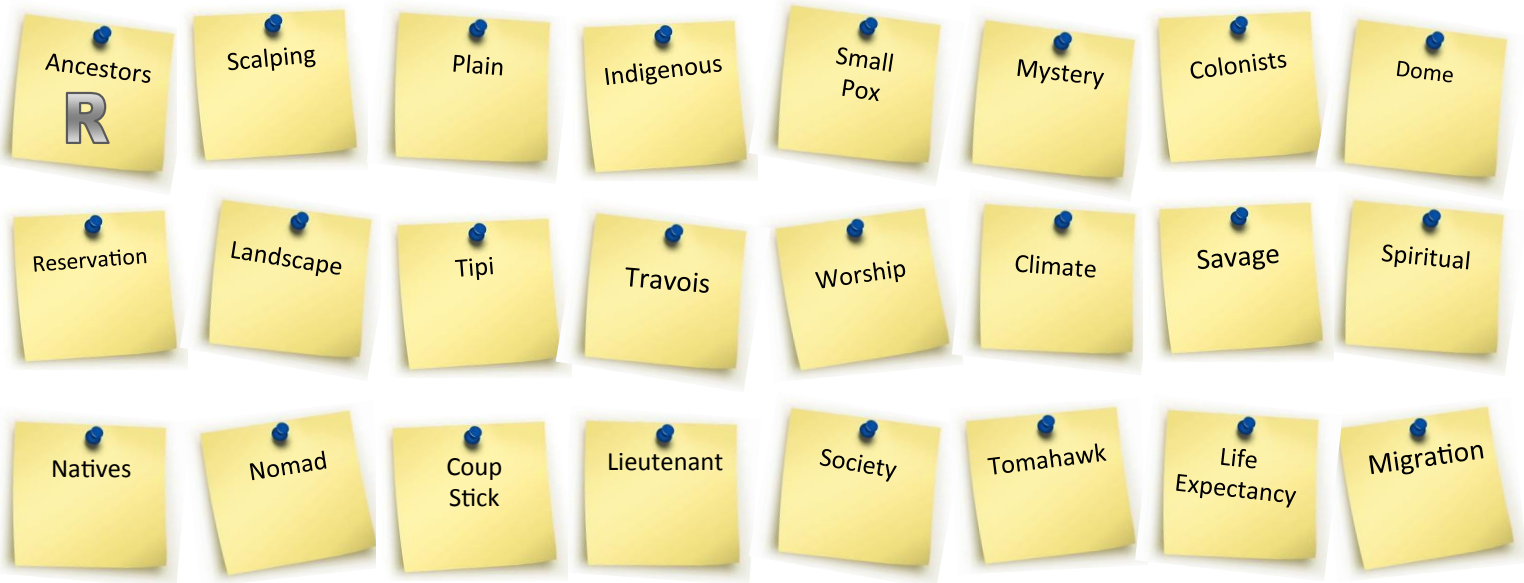 Ancestors
R
Scalping
Plain
Indigenous
Small
Pox
Mystery
Colonists
Dome
Reservation
Landscape
Tipi
Travois
Worship
Climate
Savage
Spiritual
Natives
Nomad
Coup
Stick
Lieutenant
Society
Tomahawk
Life
Expectancy
Migration